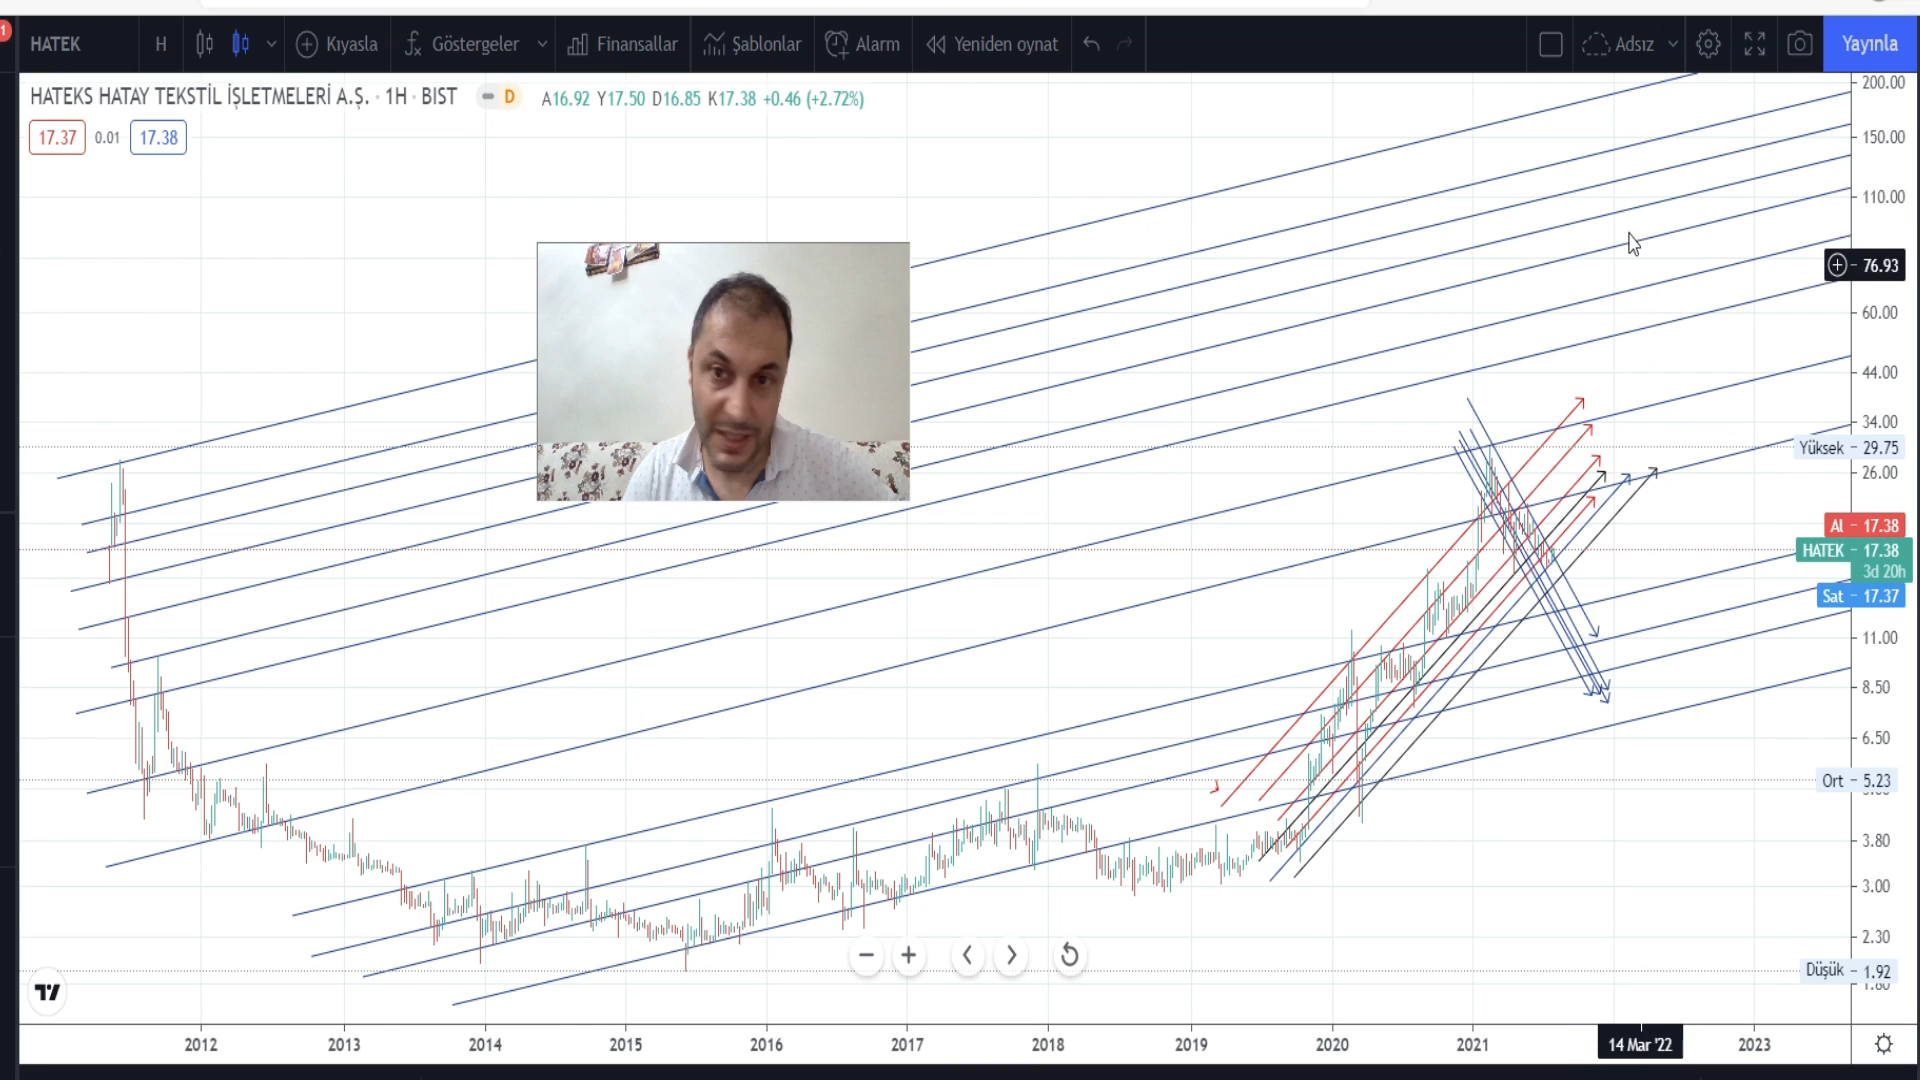 1
HATEK H Kıyasla Göstergeler Finansallar Şablonlar Alarm Yeniden oynat Adsız Yayınla
HATEKS HATAY TEKSTİL İŞLETMELERİ A.Ş. · 1H · BIST D A16.92 Y17.50 D16.85 K17.38 +0.46 (+2.72%)
17.37 0.01 17.38
200.00
150.00
110.00
76.93
60.00
44.00
34.00
Yüksek 29.75
26.00
Al 17.38
HATEK 17.38
3d 20h
Sat 17.37
11.00
8.50
6.50
Ort 5.23
3.80
3.00
2.30
Düşük 1.92
2012 2013 2014 2015 2016 2017 2018 2019 2020 2021 14 Mar '22 2023